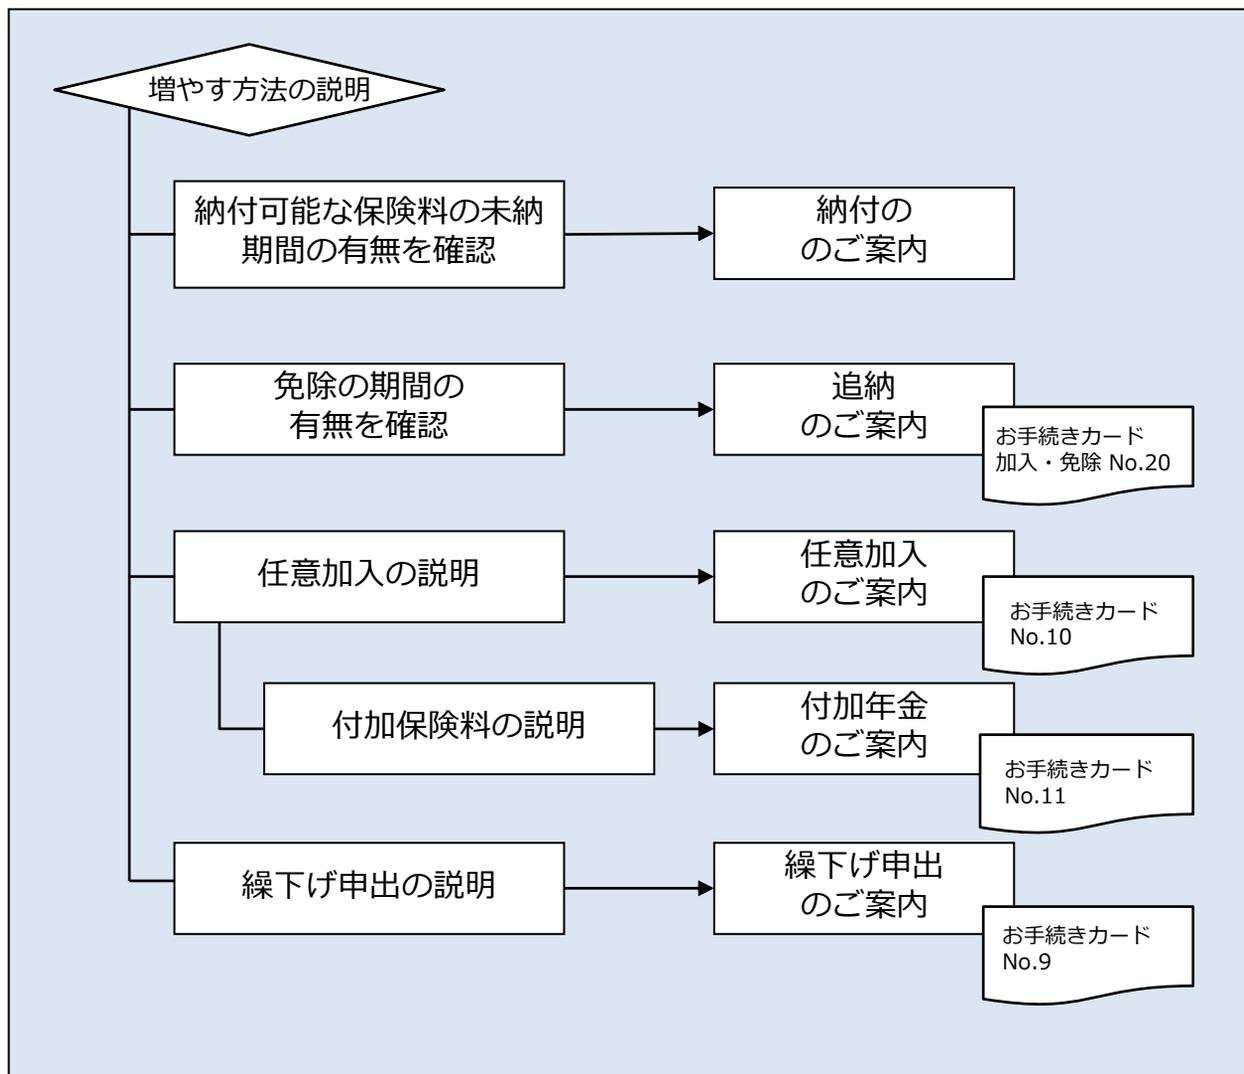 増やす方法の説明
納付可能な保険料の未納
期間の有無を確認
納付の
のご案内
免除の期間の
有無を確認
追納
のご案内
お手続きカード
加入・免除 No.20
任意加入の説明
任意加入
のご案内
お手続きカード
No.10
付加保険料の説明
付加年金
のご案内
お手続きカード
No.11
繰下げ申出の説明
繰下げ申出
のご案内
お手続きカード
No.9